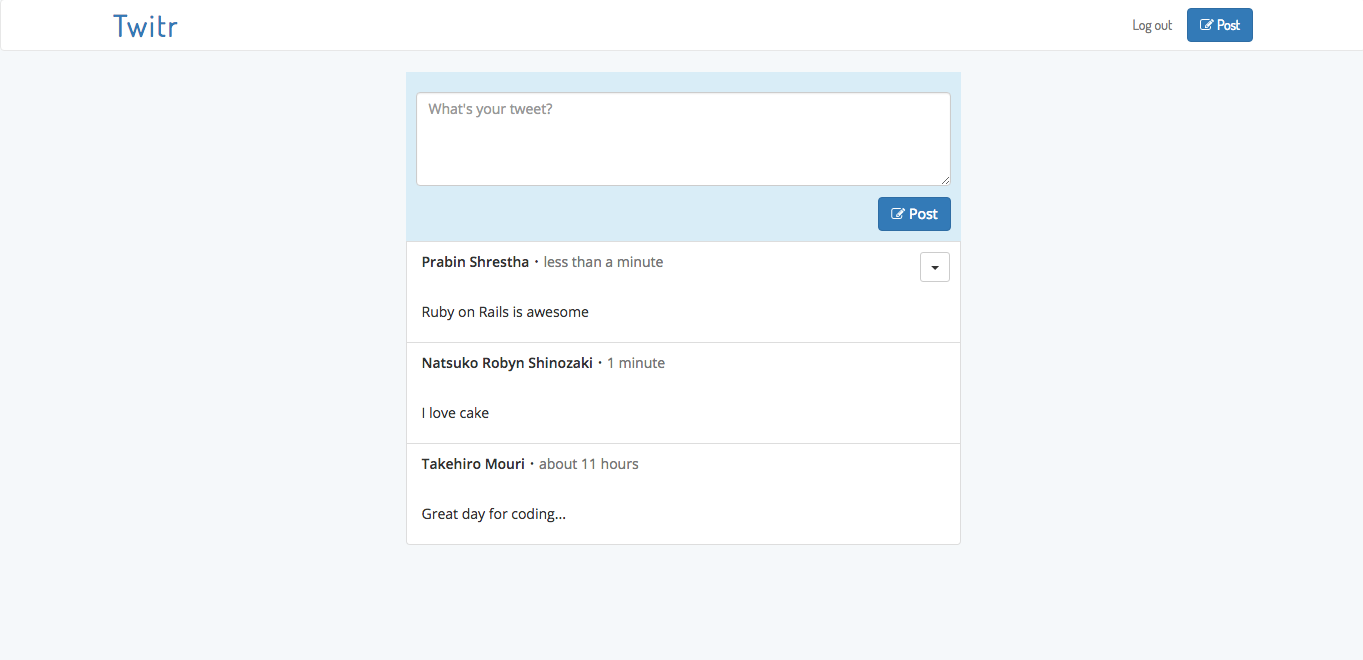 Twitr
Log out
Post
What's your tweet?
Post
Prabin Shrestha · less than a minute
Ruby on Rails is awesome
Natsuko Robyn Shinozaki · 1 minute
I love cake
Takehiro Mouri · about 11 hours
Great day for coding...